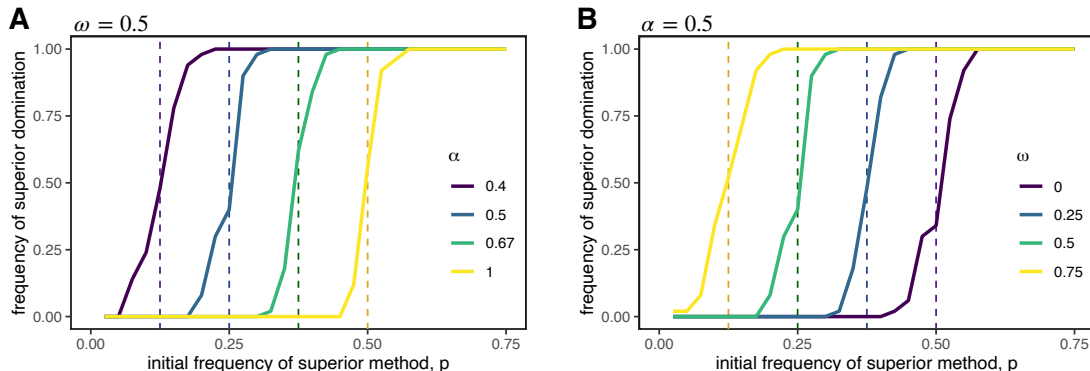 A
ω = 0.5
frequency of superior domination
1.00
0.75
0.50
0.25
0.00
α
0.4
0.5
0.67
1
0.00
0.25
0.50
0.75
initial frequency of superior method, p
B
α = 0.5
frequency of superior domination
1.00
0.75
0.50
0.25
0.00
ω
0
0.25
0.5
0.75
0.00
0.25
0.50
0.75
initial frequency of superior method, p